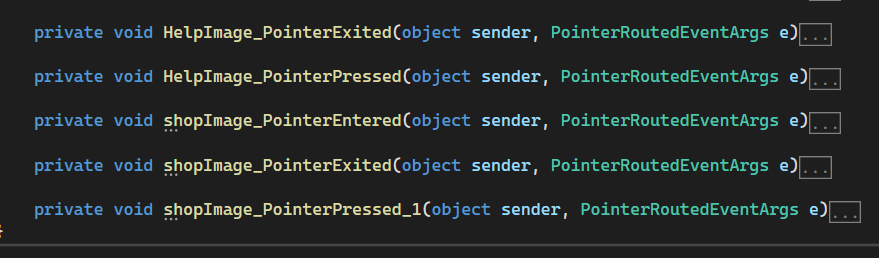 private void HelpImage_PointerExited(object sender, PointerRoutedEventArgs e)...
private void HelpImage_PointerPressed(object sender, PointerRoutedEventArgs e)...
private void shopImage_PointerEntered(object sender, PointerRoutedEventArgs e)...
private void shopImage_PointerExited(object sender, PointerRoutedEventArgs e)...
private void shopImage_PointerPressed_1(object sender, PointerRoutedEventArgs e)...
}